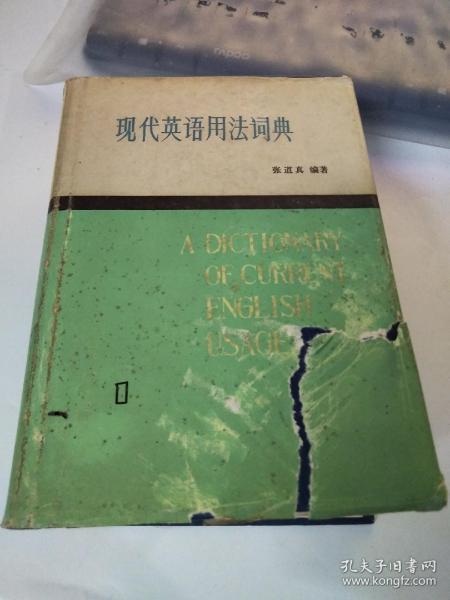 现代英语用法词典
张道真 编著
A DICTIONARY
OF CURRENT
ENGLISH
USAGE
孔夫子旧书网
www.kongfz.com